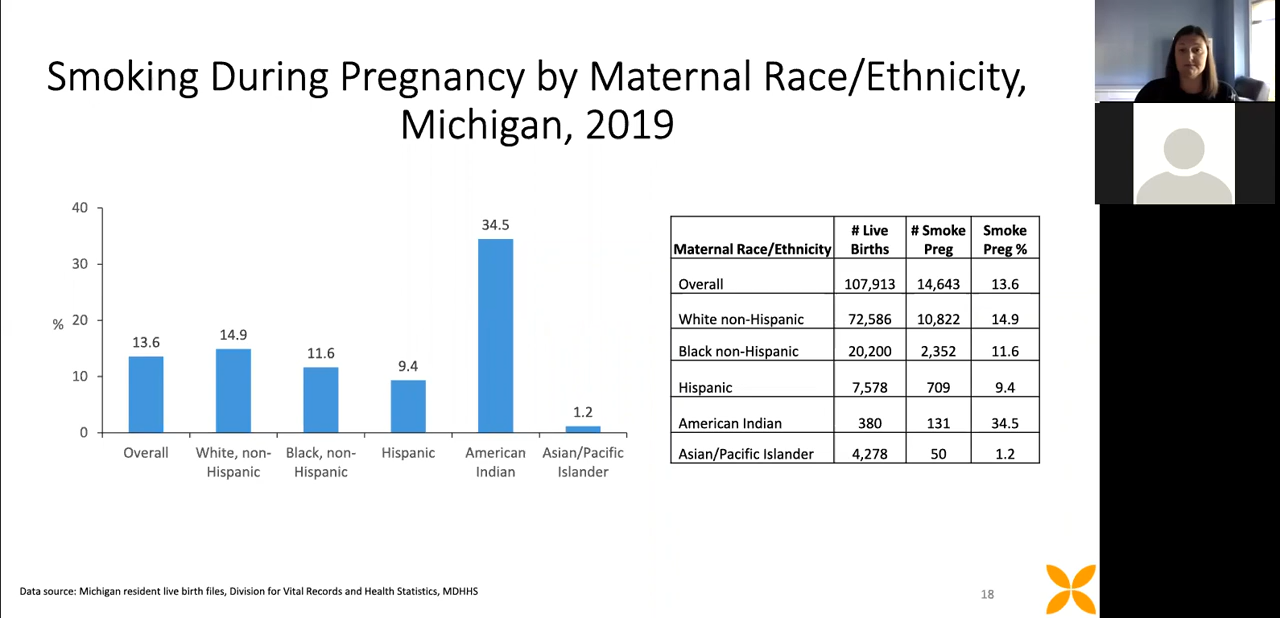 Smoking During Pregnancy by Maternal Race/Ethnicity,
Michigan, 2019
40
30
%
20
10
0
13.6
14.9
11.6
9.4
34.5
1.2
Overall
White, non-
Hispanic
Black, non-
Hispanic
Hispanic
American
Indian
Asian/Pacific
Islander
Maternal Race/Ethnicity # Live Births # Smoke Preg Smoke Preg %
Overall 107,913 14,643 13.6
White non-Hispanic 72,586 10,822 14.9
Black non-Hispanic 20,200 2,352 11.6
Hispanic 7,578 709 9.4
American Indian 380 131 34.5
Asian/Pacific Islander 4,278 50 1.2
Data source: Michigan resident live birth files, Division for Vital Records and Health Statistics, MDHHS
18